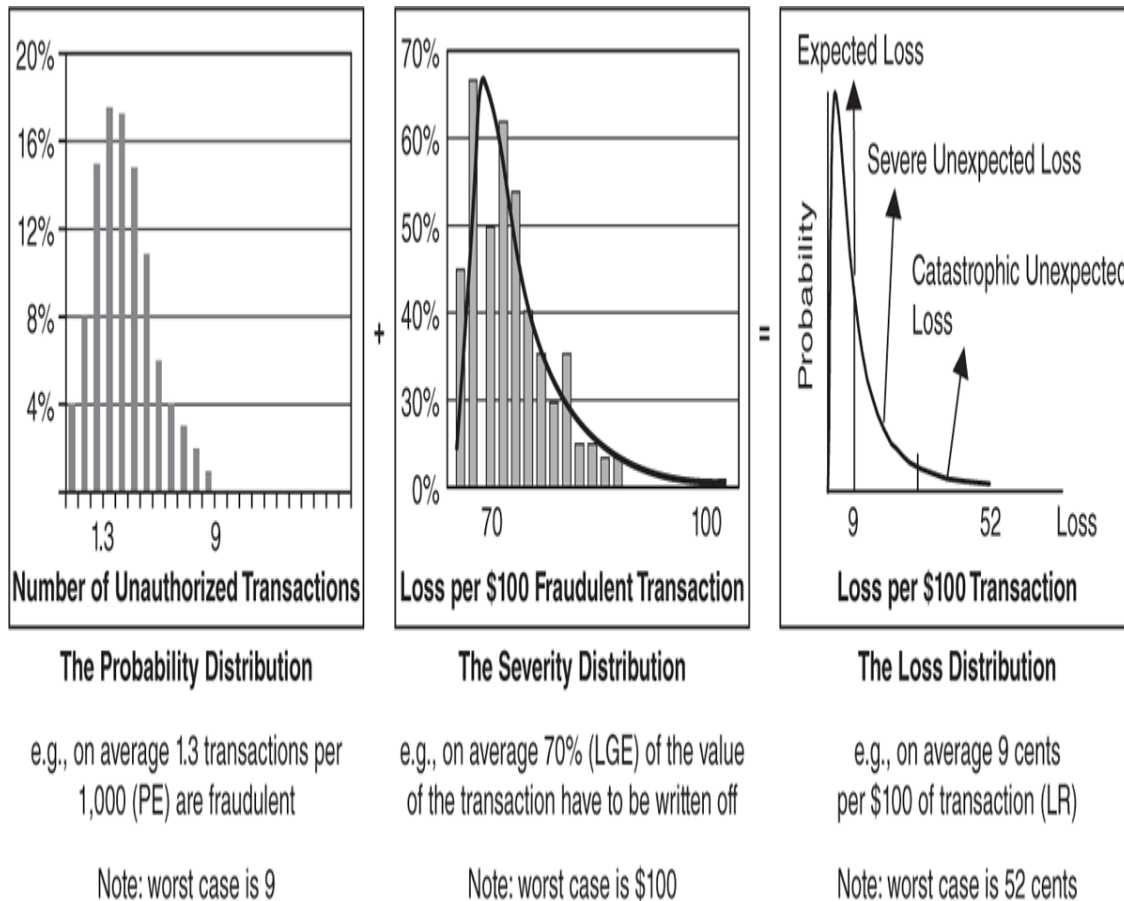 20%
16%
12%
8%
4%
1.3 9
Number of Unauthorized Transactions
+
70%
60%
50%
40%
30%
0%
70 100
Loss per $100 Fraudulent Transaction
=
Expected Loss
Severe Unexpected Loss
Catastrophic Unexpected
Loss
Probability
9 52 Loss
Loss per $100 Transaction
The Probability Distribution
e.g., on average 1.3 transactions per
1,000 (PE) are fraudulent
Note: worst case is 9
The Severity Distribution
e.g., on average 70% (LGE) of the value
of the transaction have to be written off
Note: worst case is $100
The Loss Distribution
e.g., on average 9 cents
per $100 of transaction (LR)
Note: worst case is 52 cents